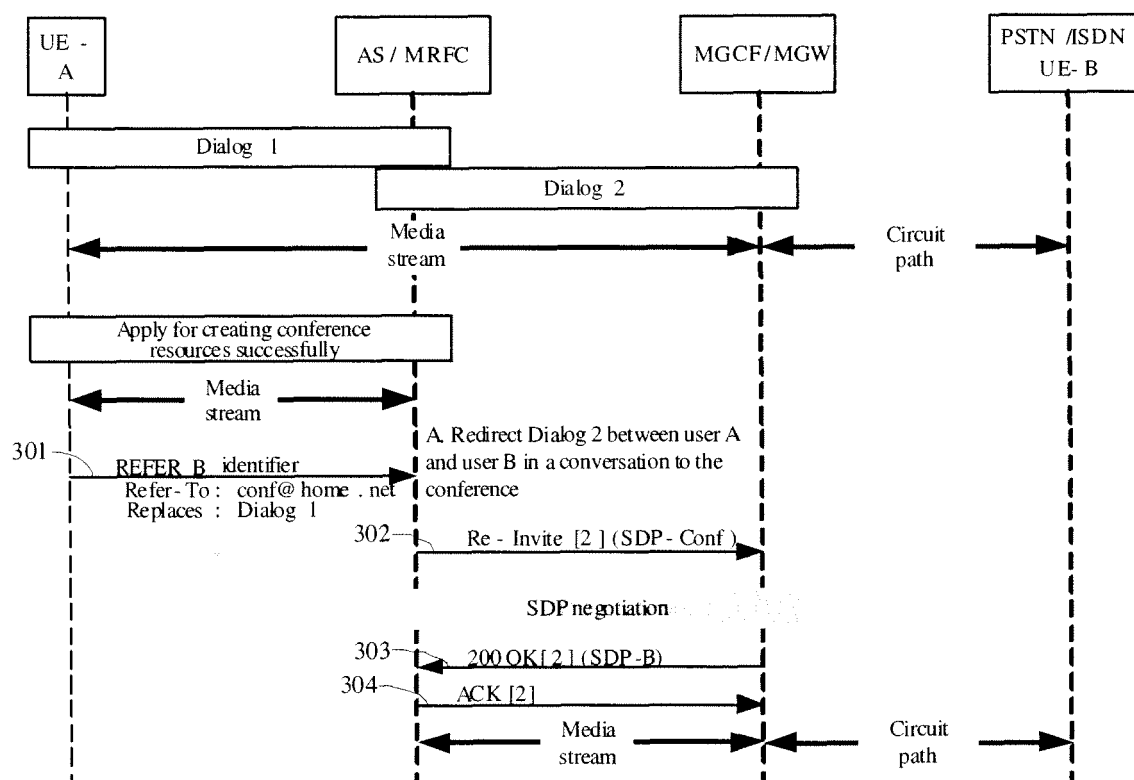 UE -
A
AS / MRFC
MGCF/MGW
PSTN /ISDN
UE- B
Dialog 1
Dialog 2
Media
stream
Circuit
path
Apply for creating conference
resources successfully
Media
stream
A. Redirect Dialog 2 between user A
and user B in a conversation to the
conference
301
REFER B identifier
Refer-To : conf@home .net
Replaces : Dialog 1
302
Re - Invite [2 ] (SDP-Conf )
SDP negotiation
303
200 OK[ 2 ] (SDP-B)
304
ACK [2]
Media
stream
Circuit
path